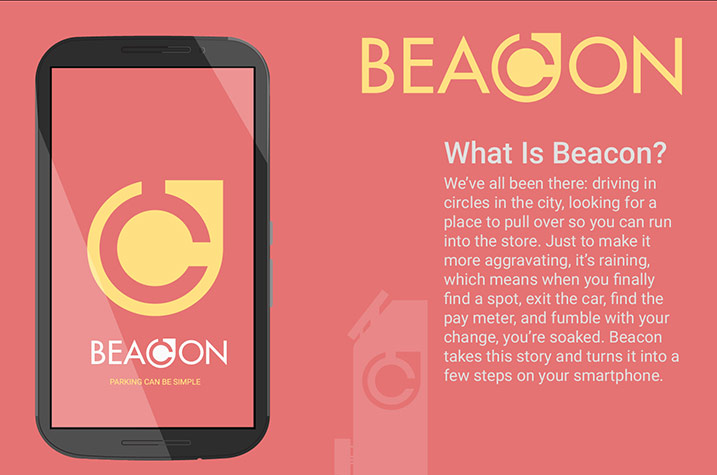 BEACON
What Is Beacon?
We've all been there: driving in
circles in the city, looking for a
place to pull over so you can run
into the store. Just to make it
more aggravating, it's raining,
which means when you finally
find a spot, exit the car, find the
pay meter, and fumble with your
change, you're soaked. Beacon
takes this story and turns it into a
few steps on your smartphone.
BEACON
PARKING CAN BE SIMPLE